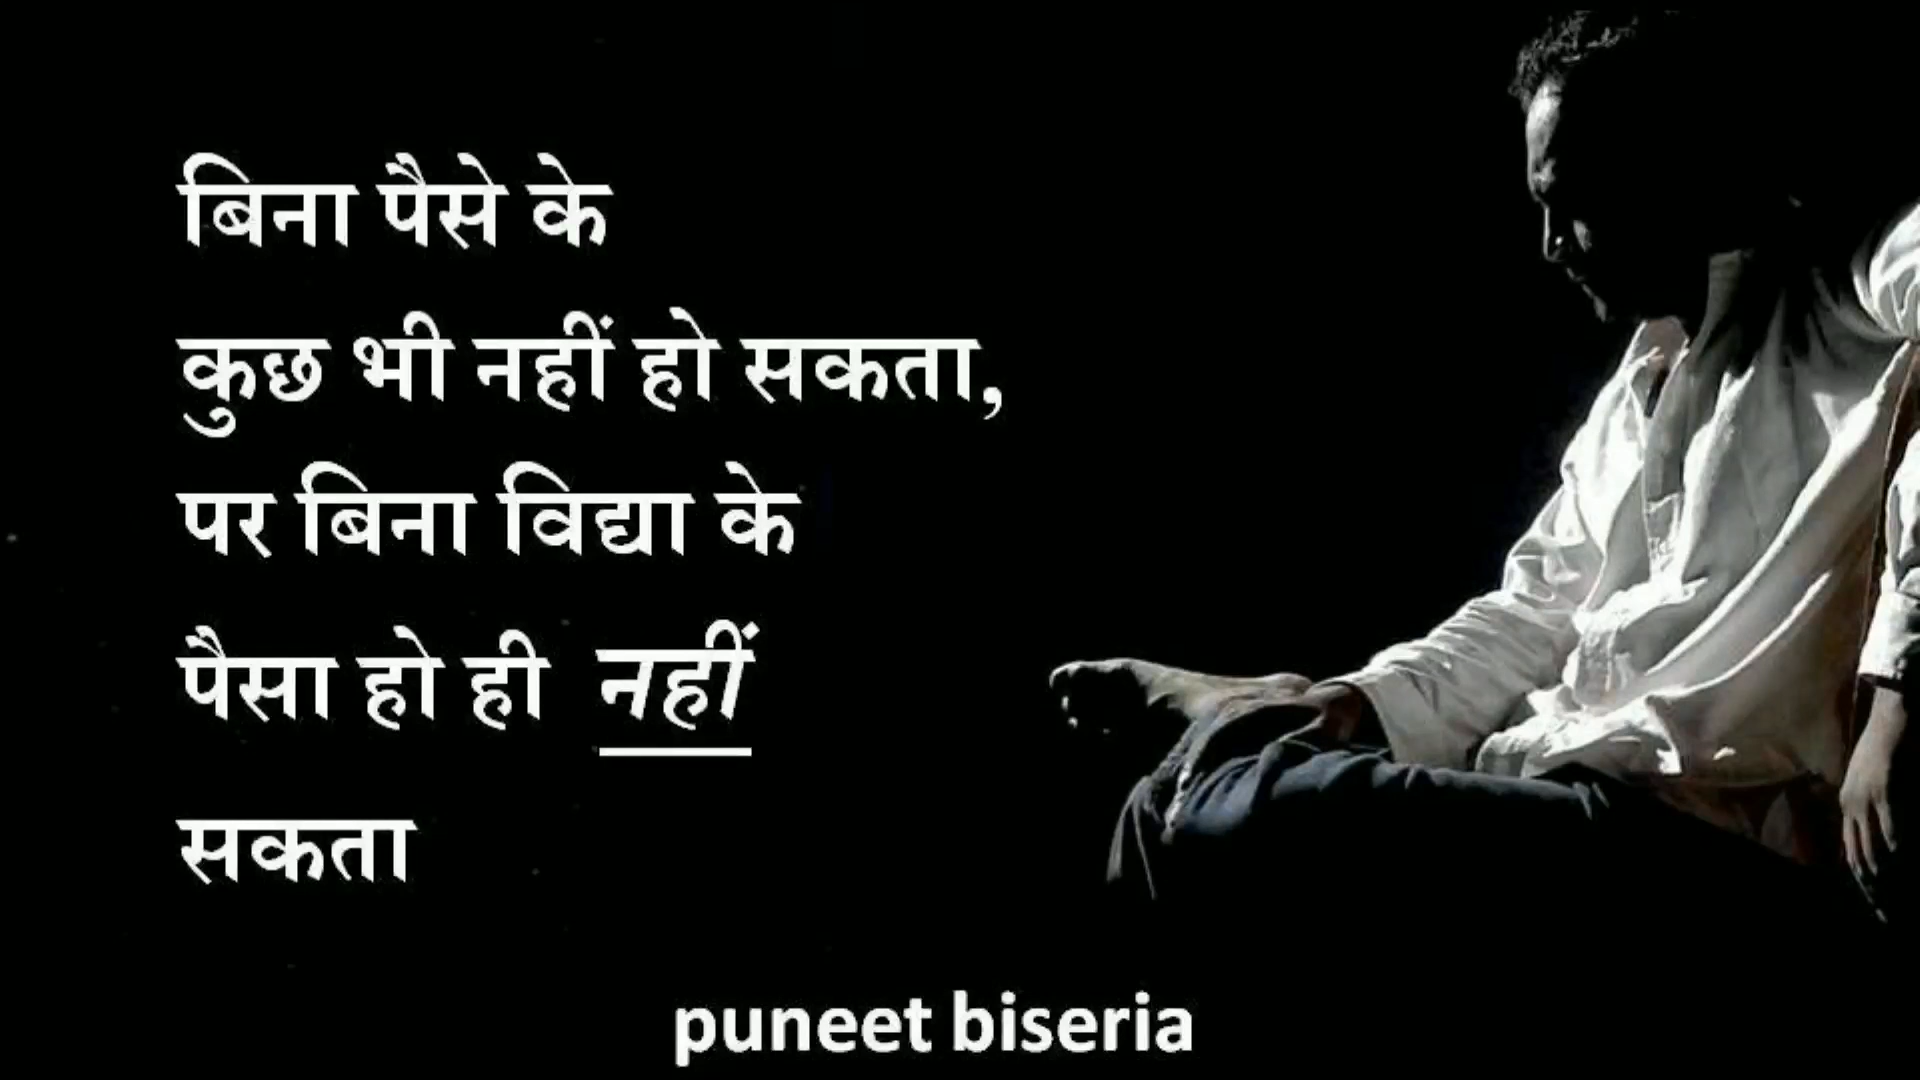 बिना पैसे के
कुछ भी नहीं हो सकता,
पर बिना विद्या के
पैसा हो ही नहीं
सकता
puneet biseria